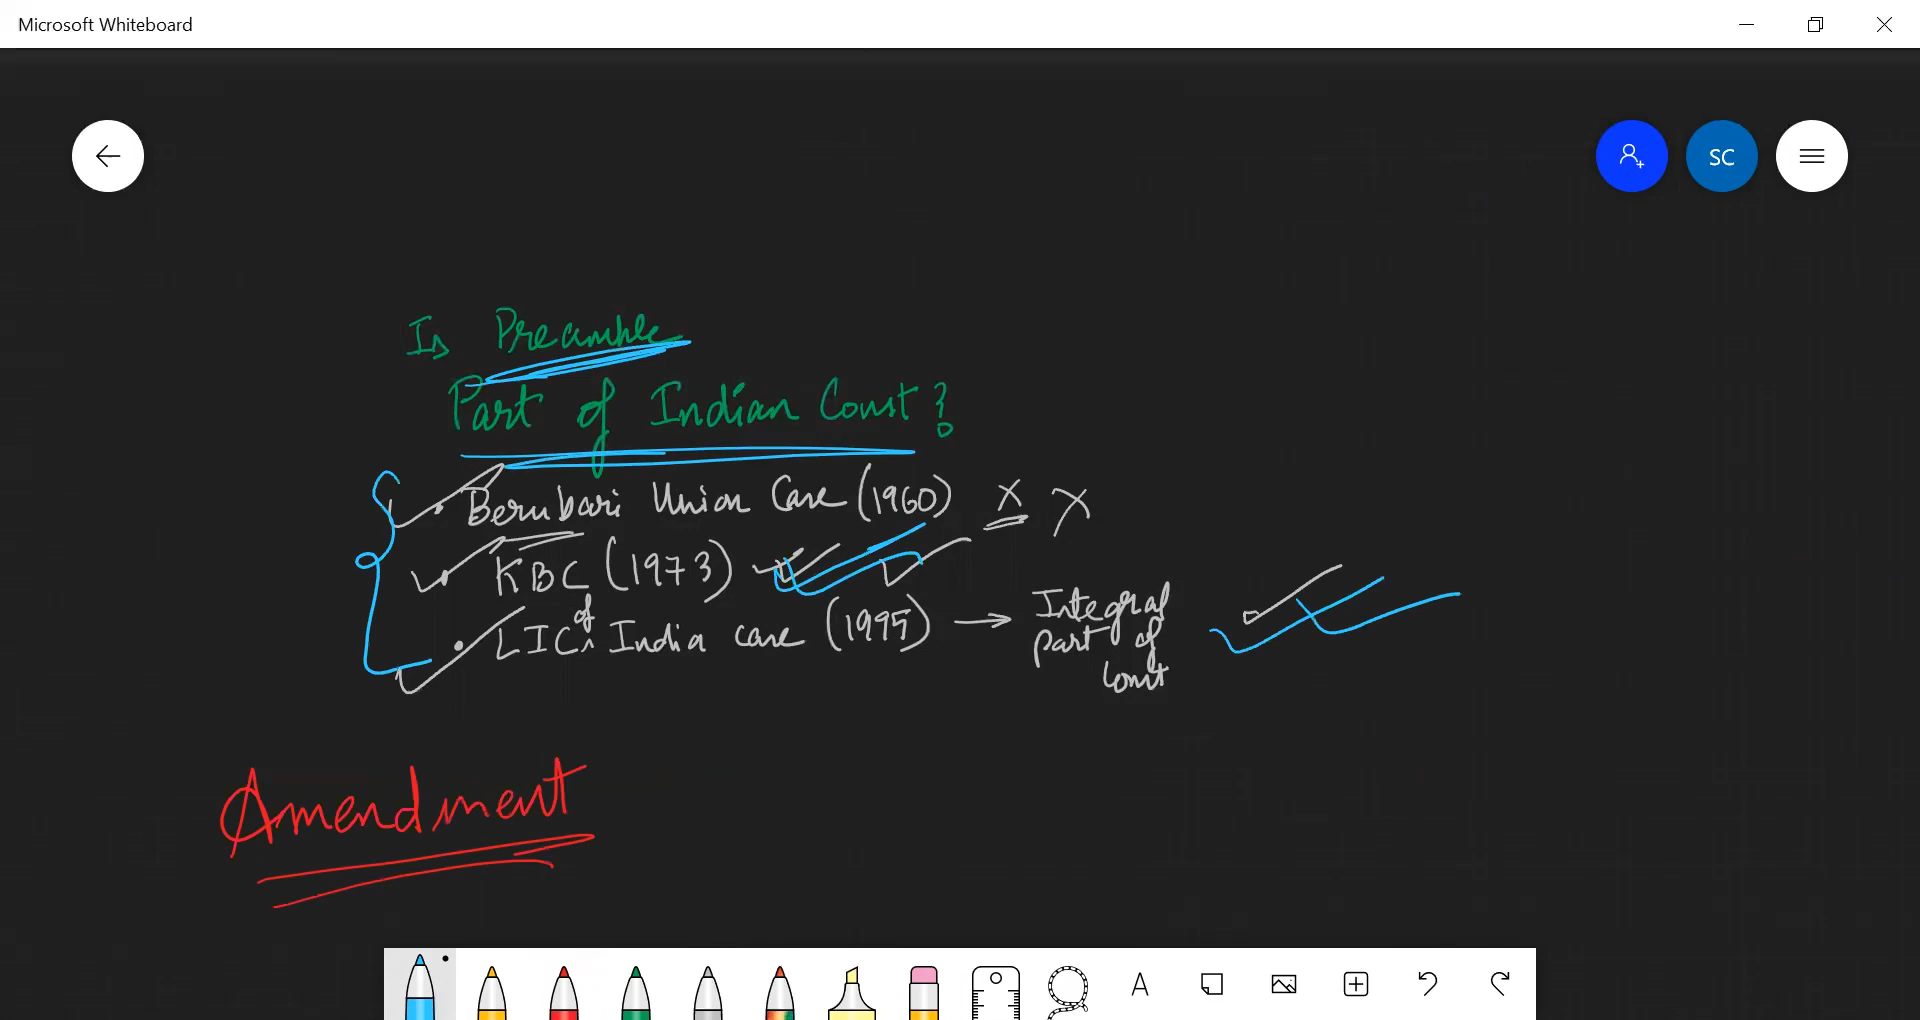 Microsoft Whiteboard
SC
Is Preamble
Part of Indian Const?
Berubari Union Case (1960) X X
KBC (1973)
LIC of India case (1995) → Integral
part of
Const
Amendment
A